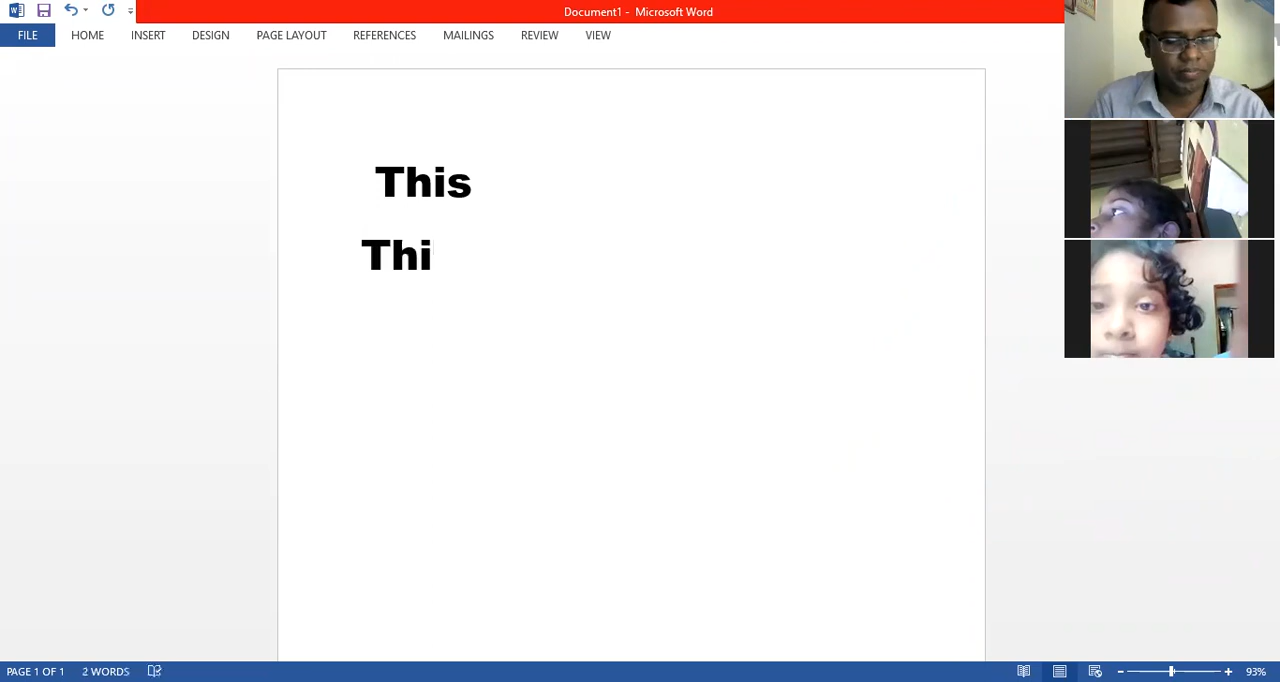 Document1 - Microsoft Word
FILE HOME INSERT DESIGN PAGE LAYOUT REFERENCES MAILINGS REVIEW VIEW
This
Thi
PAGE 1 OF 1 2 WORDS 93%